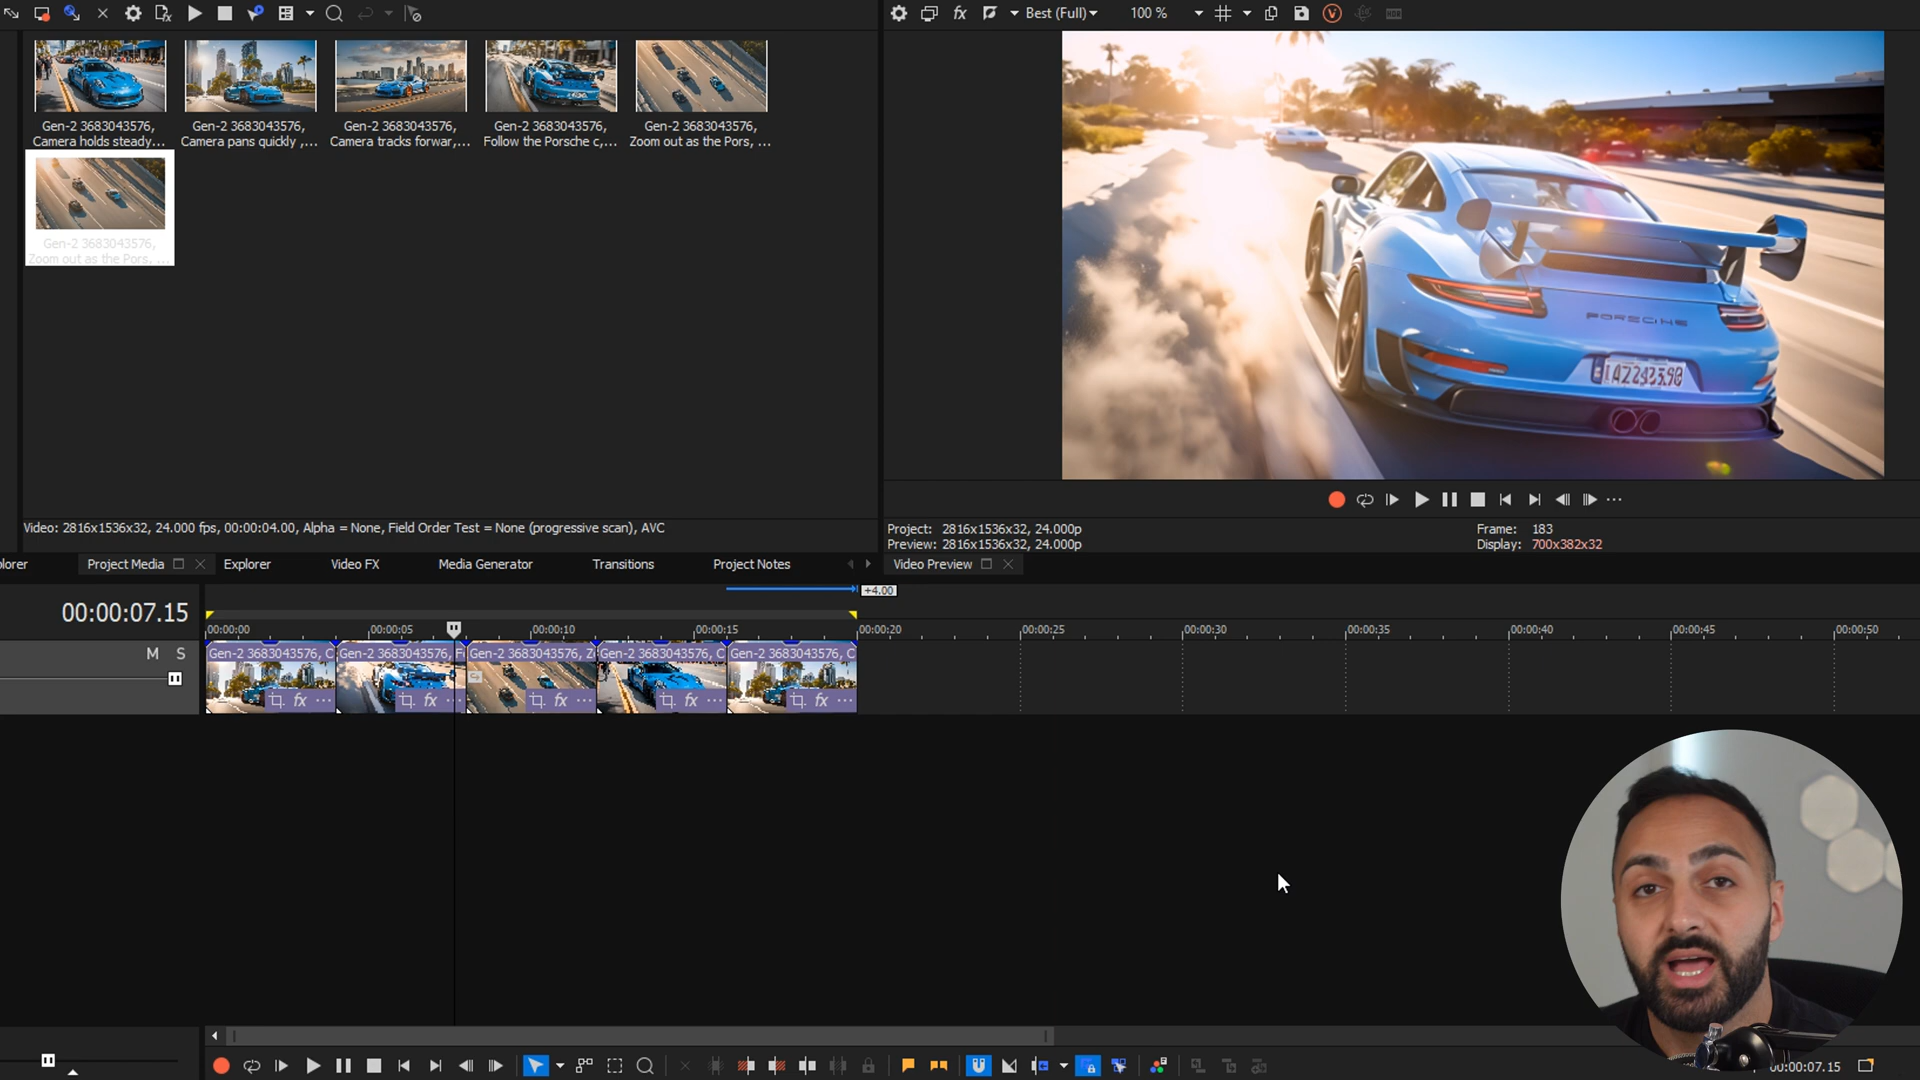 Best (Full)
100 %
Gen-2 3683043576,
Camera holds steady...
Gen-2 3683043576,
Camera pans quickly ,...
Gen-2 3683043576,
Camera tracks forwar,...
Gen-2 3683043576,
Follow the Porsche c,...
Gen-2 3683043576,
Zoom out as the Pors, ...
Gen-2 3683043576,
Zoom out as the Pors, ...
PORSCHE
Video: 2816x1536x32, 24.000 fps, 00:00:04.00, Alpha = None, Field Order Test = None (progressive scan), AVC
Project: 2816x1536x32, 24.000p
Preview: 2816x1536x32, 24.000p
Frame: 183
Display: 700x382x32
plorer
Project Media
Explorer
Video FX
Media Generator
Transitions
Project Notes
Video Preview
+4.00
00:00:07.15
00:00:00
00:00:05
00:00:10
00:00:15
00:00:20
00:00:25
00:00:30
00:00:35
00:00:40
00:00:45
00:00:50
M S
Gen-2 3683043576, C
Gen-2 3683043576, F
Gen-2 3683043576, Z
Gen-2 3683043576, C
Gen-2 3683043576, C
fx
fx
fx
fx
fx
00:00:07.15